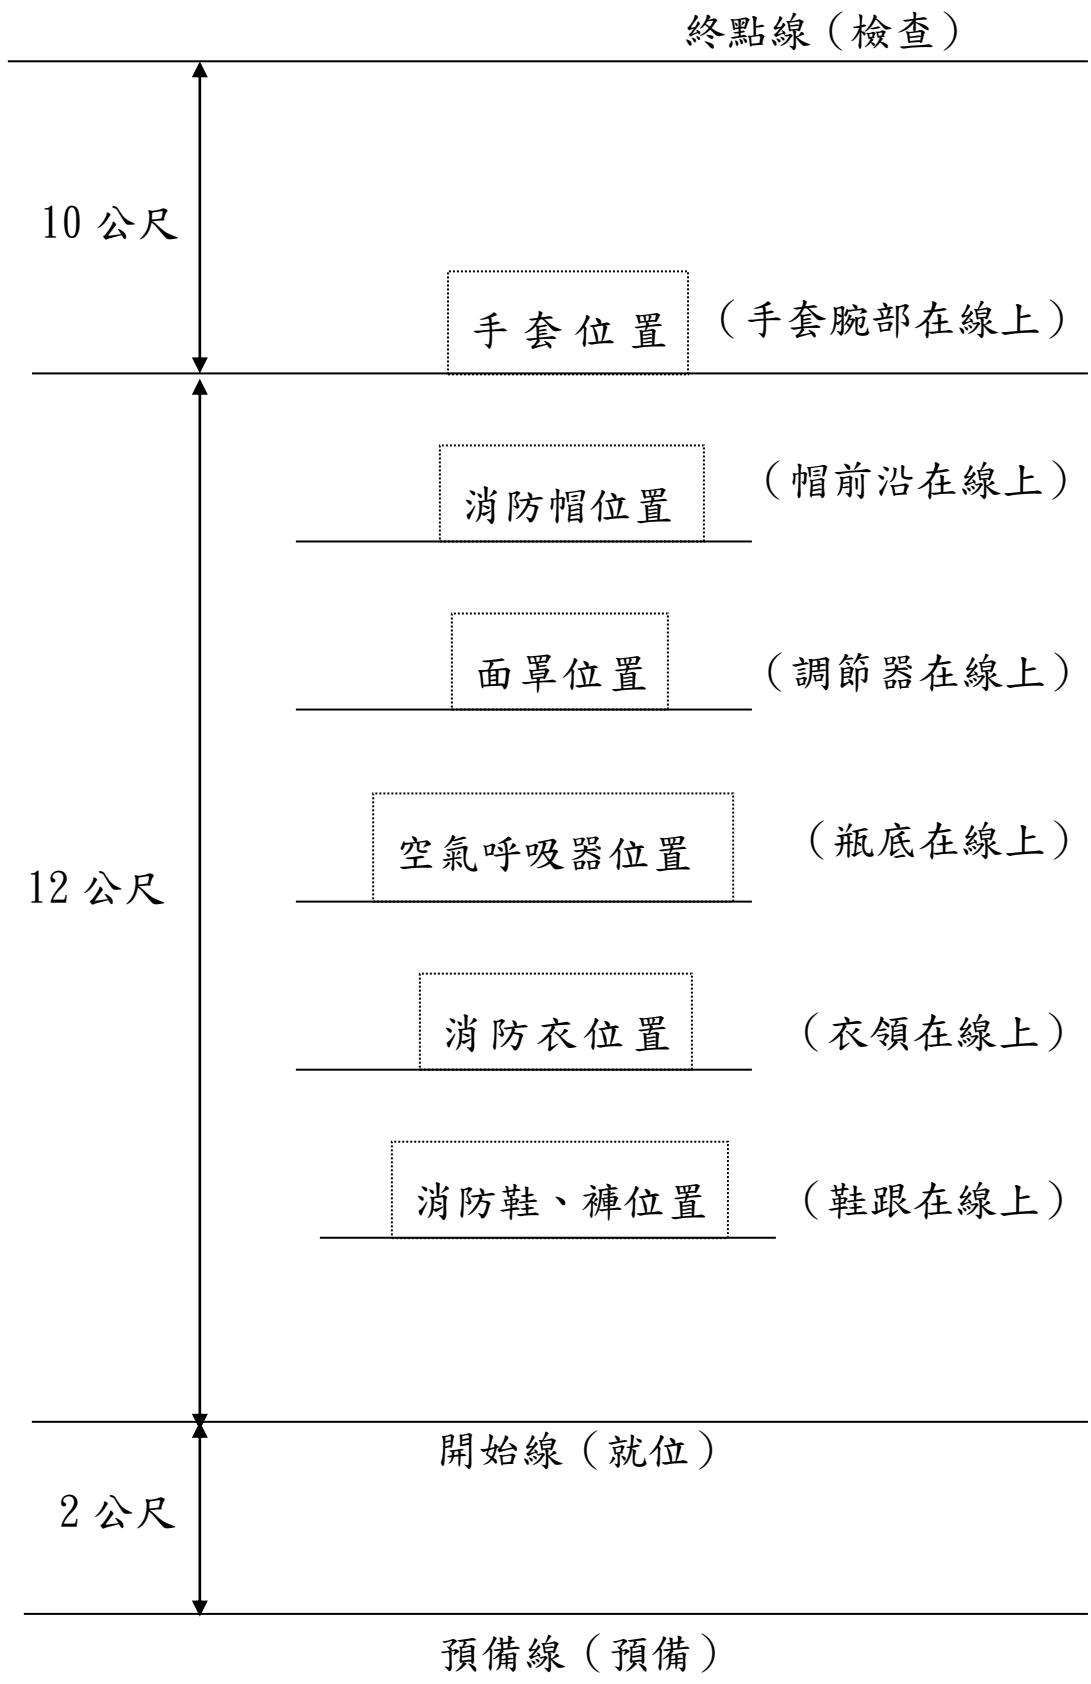 終點線（檢查）
10 公尺
手套位置
（手套腕部在線上）
消防帽位置
（帽前沿在線上）
面罩位置
（調節器在線上）
空氣呼吸器位置
（瓶底在線上）
12 公尺
消防衣位置
（衣領在線上）
消防鞋、褲位置
（鞋跟在線上）
開始線（就位）
2 公尺
預備線（預備）